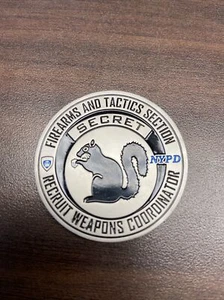 FIREARMS AND TACTICS SECTION
SECRET
NYPD
RECRUIT WEAPONS COORDINATOR